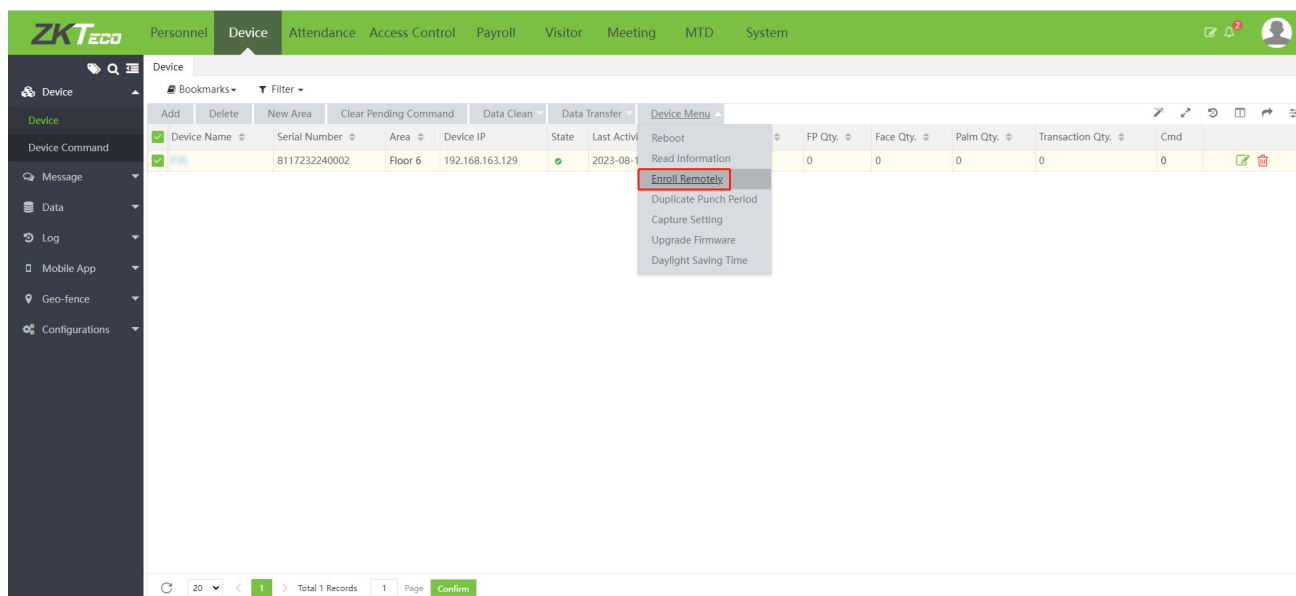 ZKTECO Personnel Device Attendance Access Control Payroll Visitor Meeting MTD System 2
Device
Device
Bookmarks Filter
Device
Add Delete New Area Clear Pending Command Data Clean Data Transfer Device Menu
Device Command
Device Name Serial Number Area Device IP State Last Activi FP Qty. Face Qty. Palm Qty. Transaction Qty. Cmd
8117232240002 Floor 6 192.168.163.129 2023-08-1 0 0 0 0 0
Reboot
Read Information
Enroll Remotely
Duplicate Punch Period
Capture Setting
Upgrade Firmware
Daylight Saving Time
Message
Data
Log
Mobile App
Geo-fence
Configurations
20 < 1 > Total 1 Records 1 Page Confirm